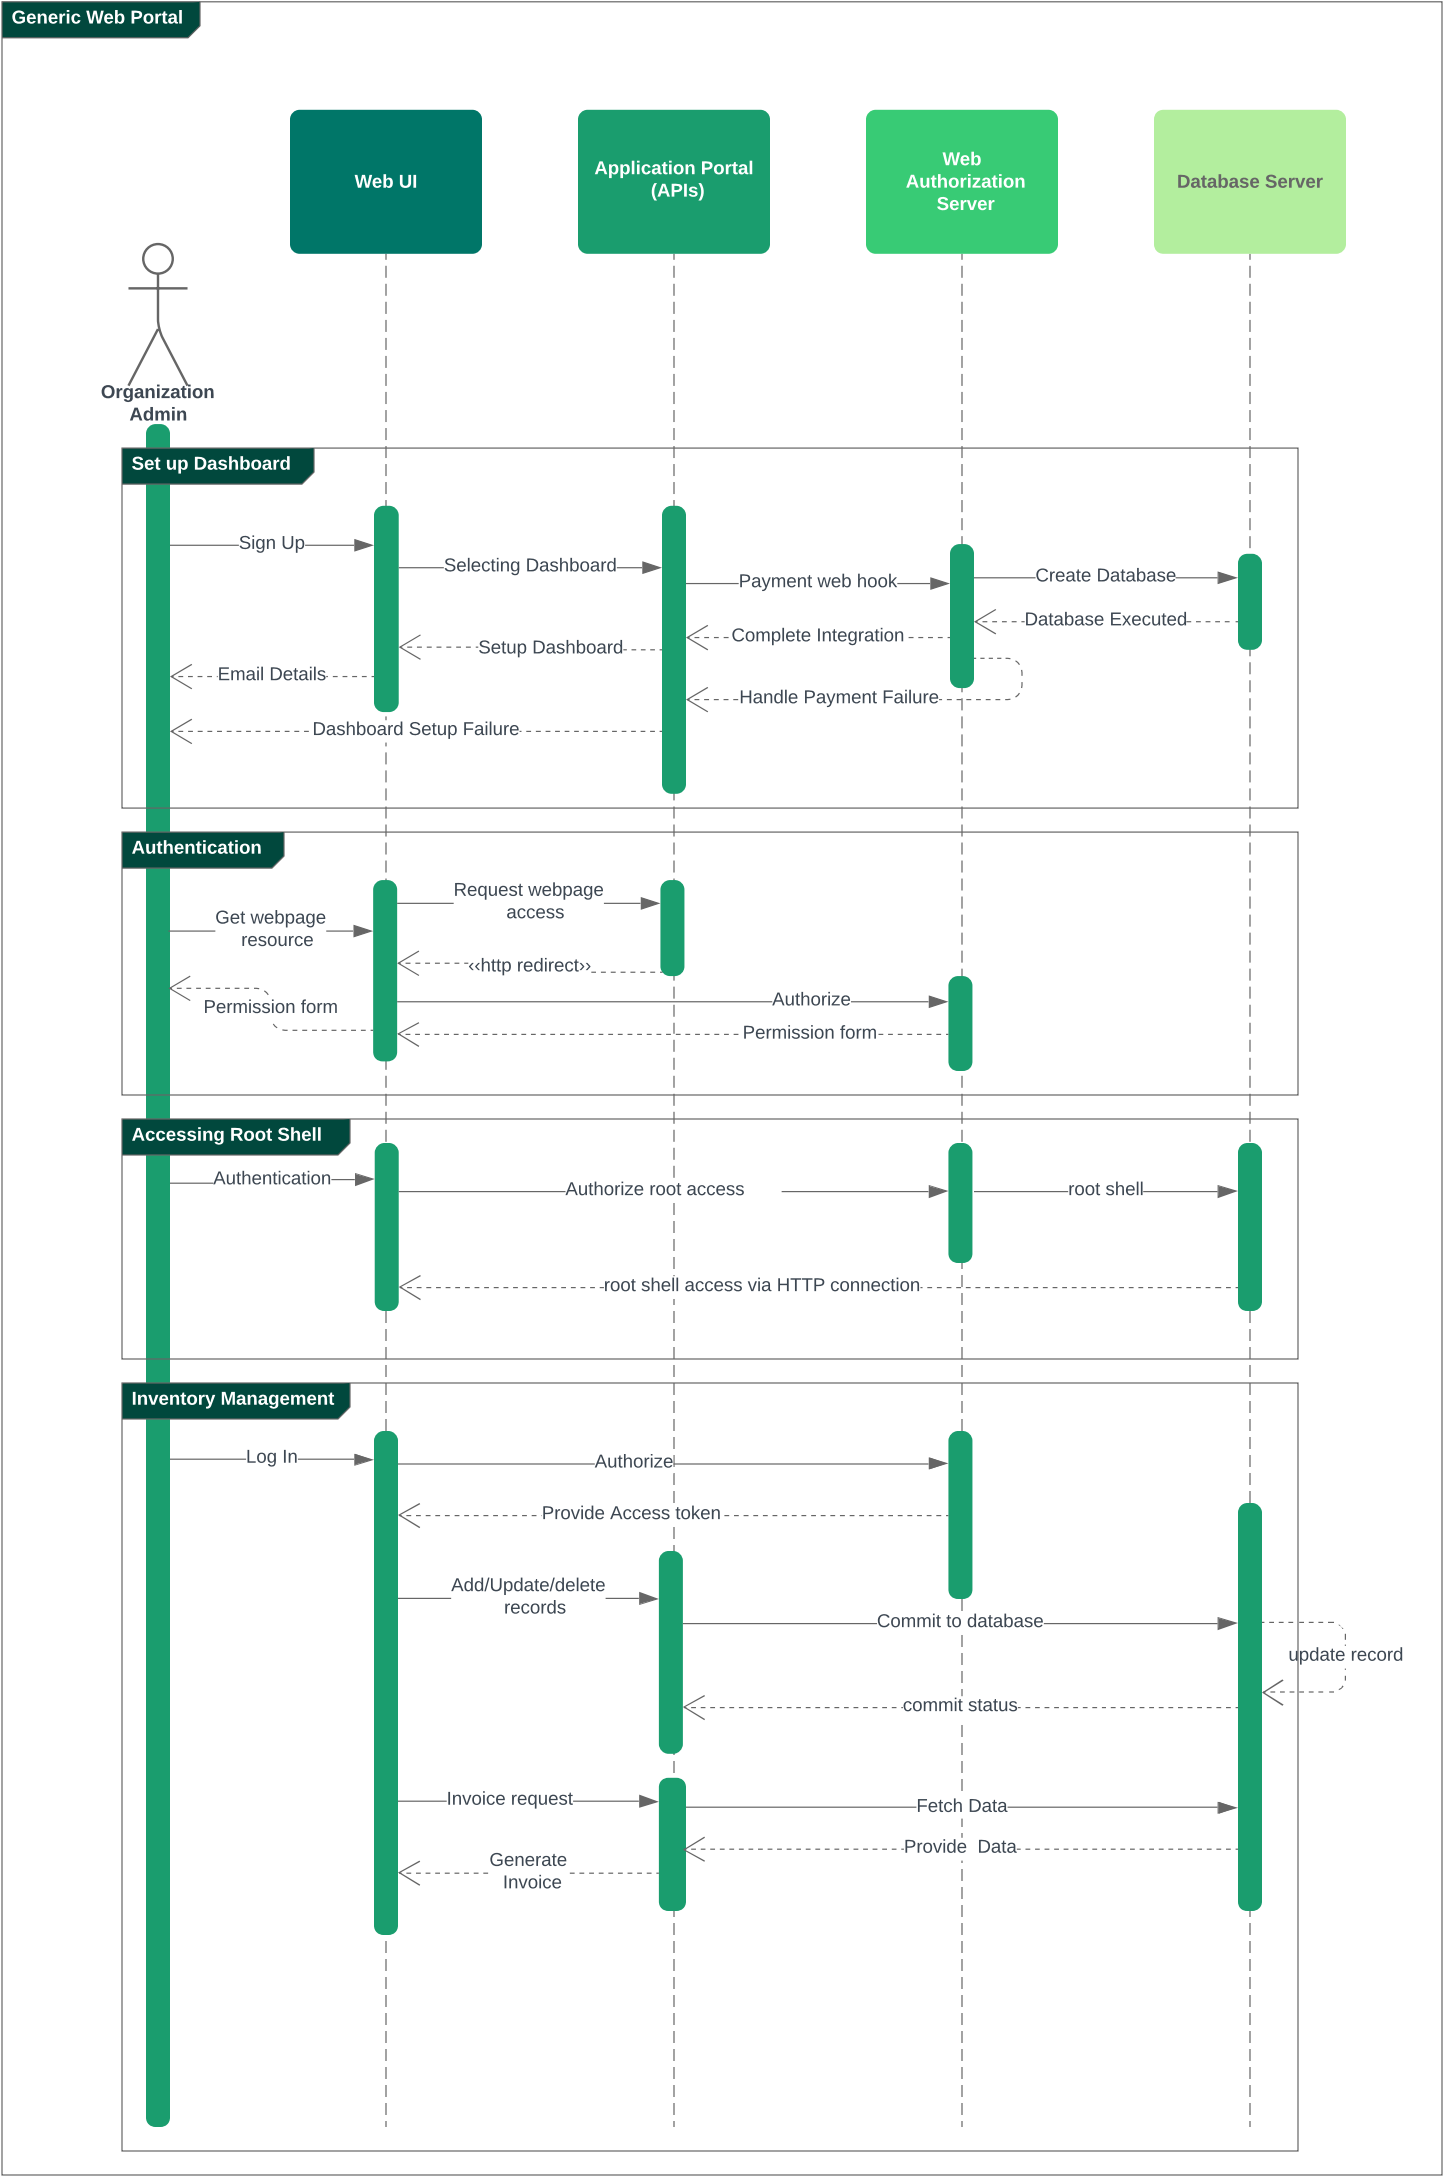 Generic Web Portal
Web UI
Application Portal
(APIs)
Web
Authorization
Server
Database Server
Organization
Admin
Set up Dashboard
Sign Up
Selecting Dashboard
Payment web hook
Create Database
Database Executed
Complete Integration
Setup Dashboard
Email Details
Handle Payment Failure
Dashboard Setup Failure
Authentication
Request webpage
access
Get webpage
resource
‹‹http redirect››
Permission form
Authorize
Permission form
Accessing Root Shell
Authentication
Authorize root access
root shell
root shell access via HTTP connection
Inventory Management
Log In
Authorize
Provide Access token
Add/Update/delete
records
Commit to database
update record
commit status
Invoice request
Fetch Data
Provide  Data
Generate
Invoice